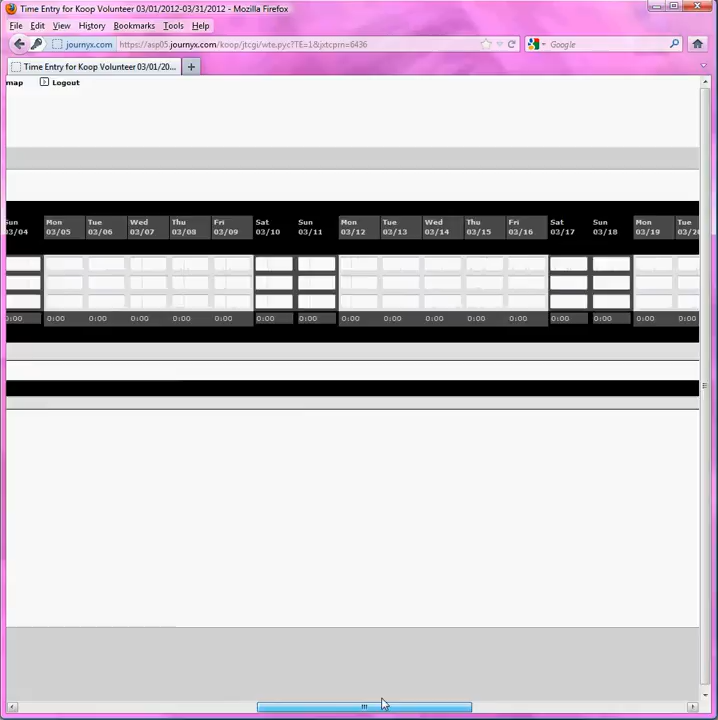 Time Entry for Koop Volunteer 03/01/2012-03/31/2012 - Mozilla Firefox
File Edit View History Bookmarks Tools Help
journyx.com https://asp05.journyx.com/koop/jtcgi/wte.pyc?TE=1&jxtcprn=6436 Google
Time Entry for Koop Volunteer 03/01/20...
map Logout
Sun Mon Tue Wed Thu Fri Sat Sun Mon Tue Wed Thu Fri Sat Sun Mon Tue
03/04 03/05 03/06 03/07 03/08 03/09 03/10 03/11 03/12 03/13 03/14 03/15 03/16 03/17 03/18 03/19 03/20
0:00 0:00 0:00 0:00 0:00 0:00 0:00 0:00 0:00 0:00 0:00 0:00 0:00 0:00 0:00 0:00 0:00